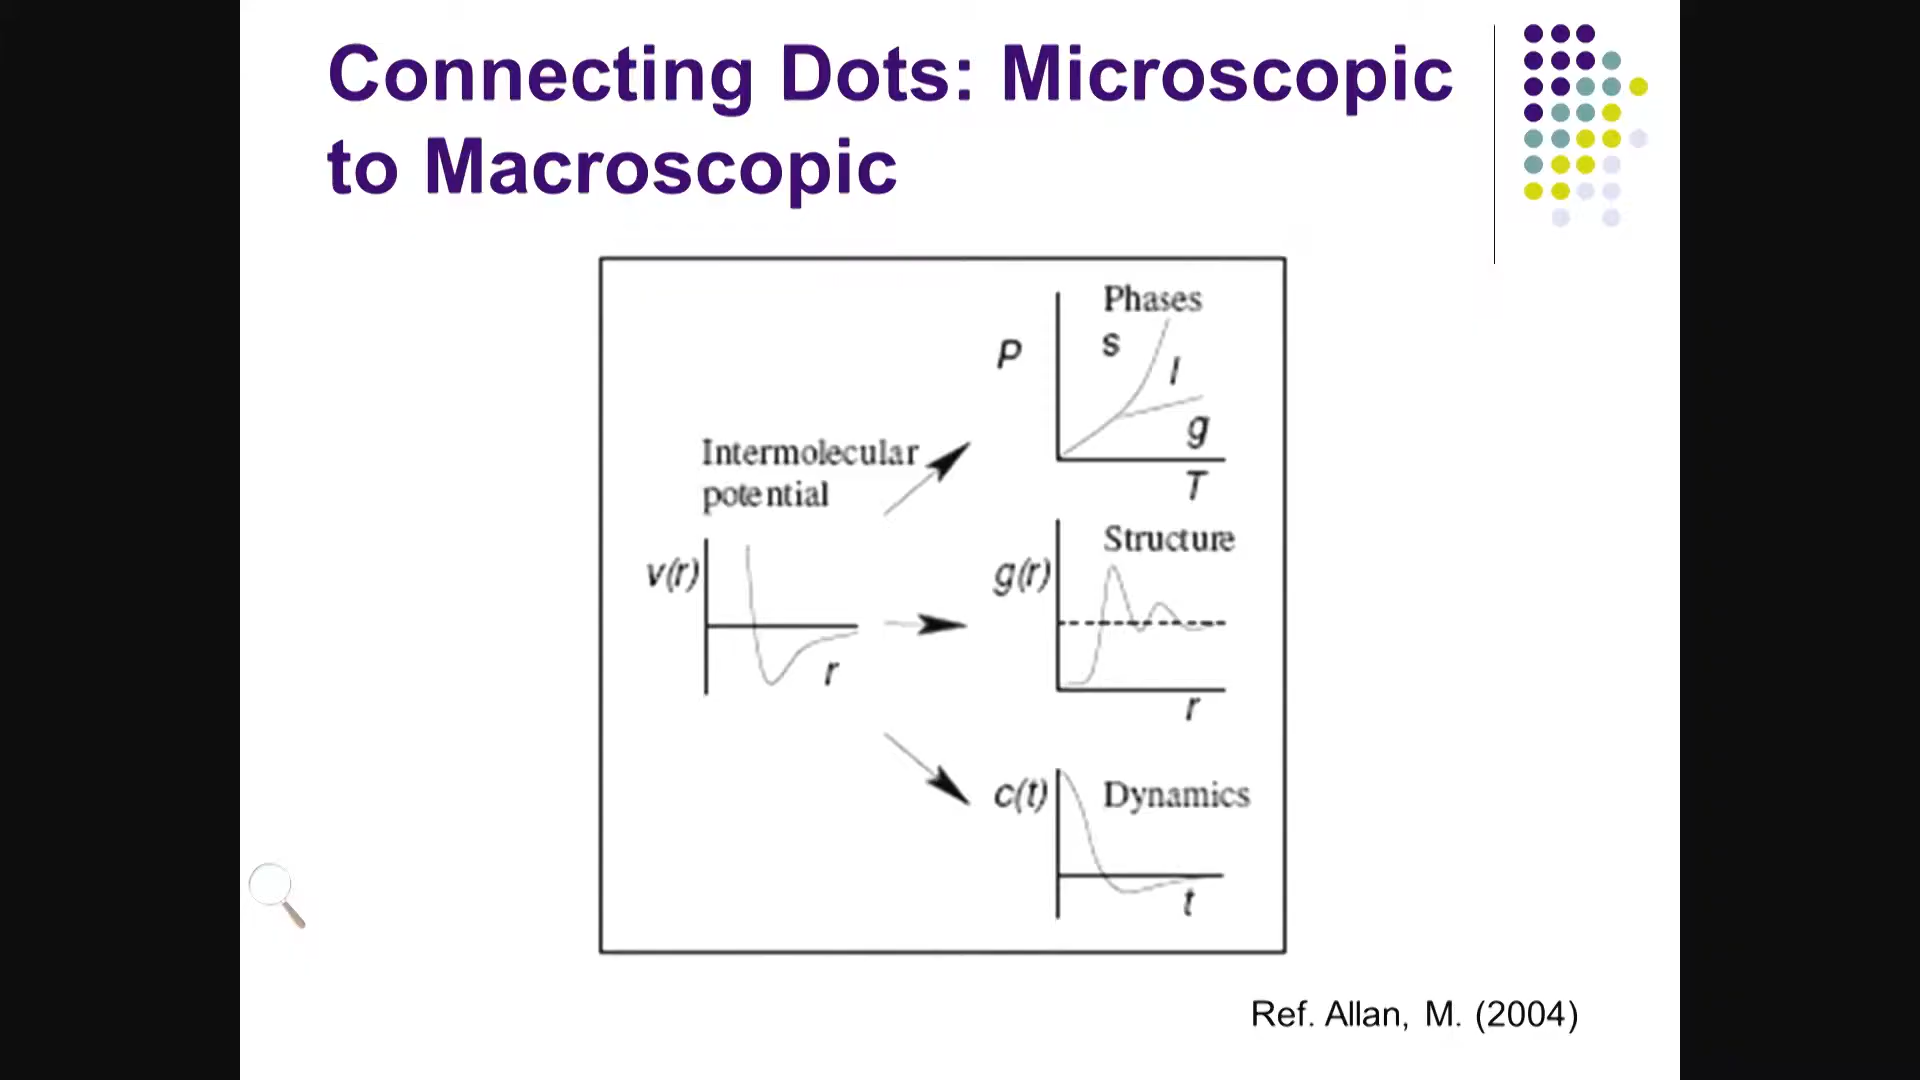 Connecting Dots: Microscopic
to Macroscopic
Phases
P
s
l
g
T
Intermolecular
potential
v(r)
r
Structure
g(r)
r
c(t)
Dynamics
t
Ref. Allan, M. (2004)